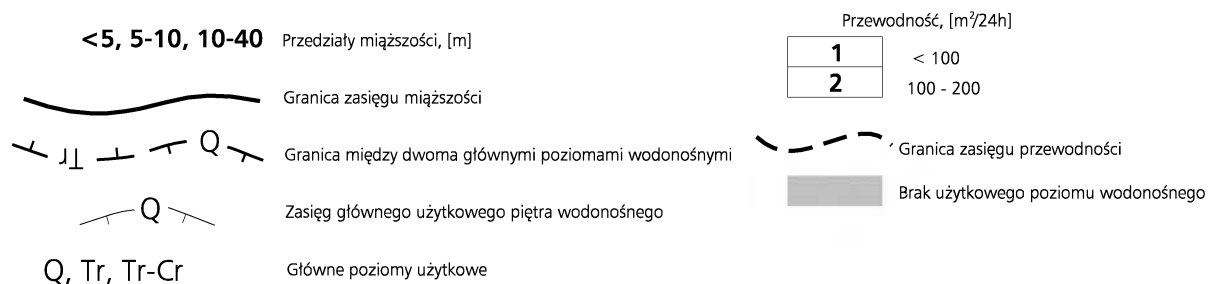 <5, 5-10, 10-40 Przedziały miąższości, [m]
Granica zasięgu miąższości
Tr Q Granica między dwoma głównymi poziomami wodonośnymi
Q Zasięg głównego użytkowego piętra wodonośnego
Q, Tr, Tr-Cr Główne poziomy użytkowe
Przewodność, [m²/24h]
1 < 100
2 100 - 200
Granica zasięgu przewodności
Brak użytkowego poziomu wodonośnego